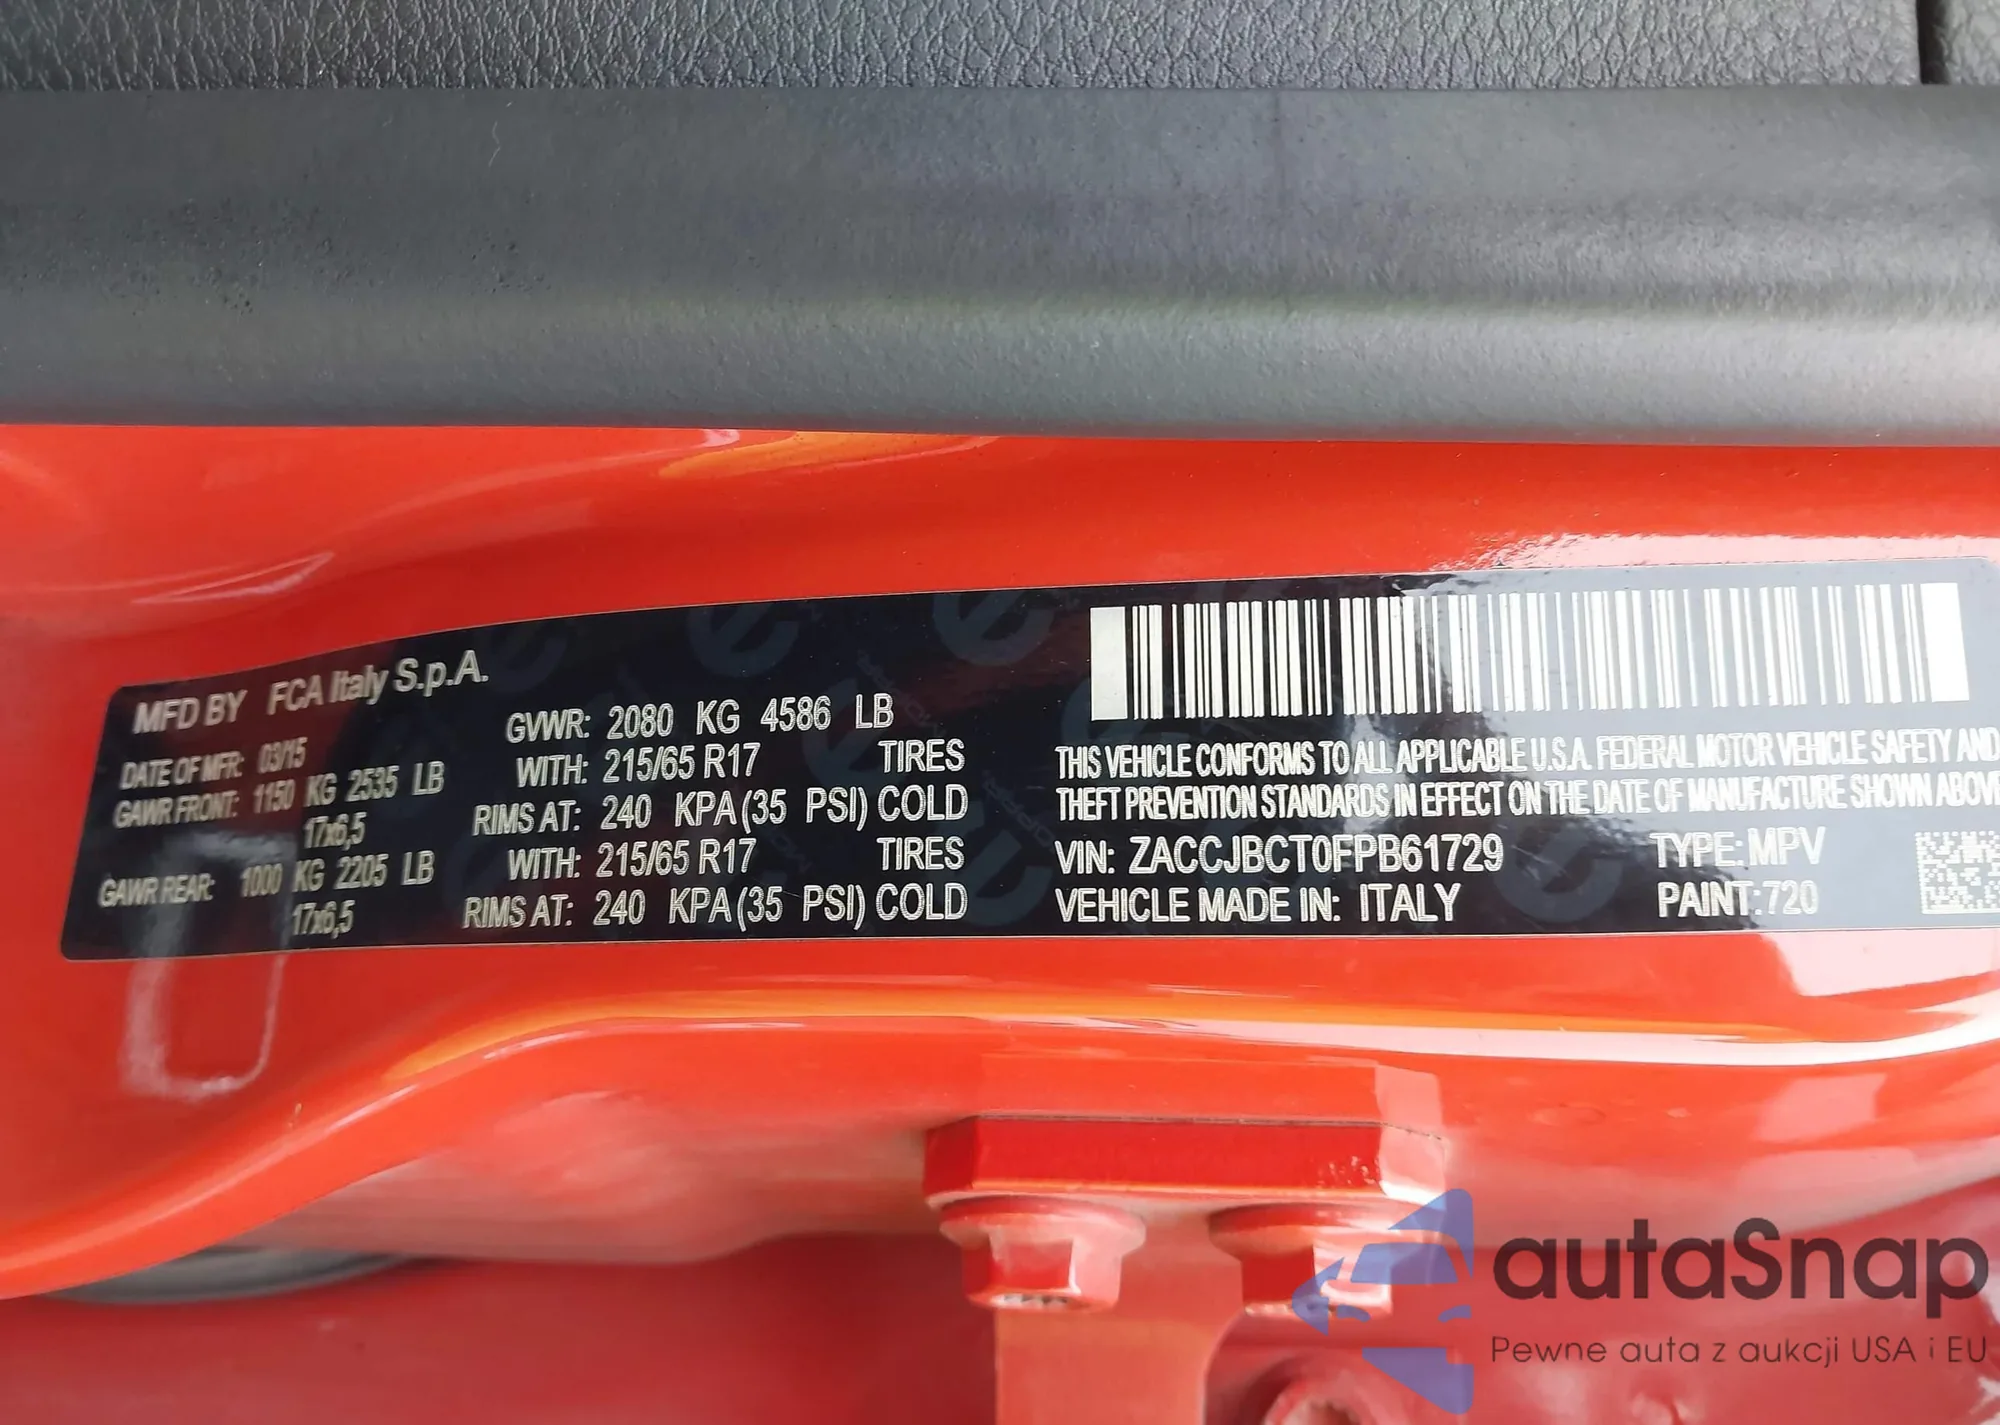 MFD BY FCA Italy S.p.A.
DATE OF MFR: 03/15
GAWR FRONT: 1150 KG 2535 LB
17x6,5
GAWR REAR: 1000 KG 2205 LB
17x6,5
GVWR: 2080 KG 4586 LB
WITH: 215/65 R17 TIRES
RIMS AT: 240 KPA (35 PSI) COLD
WITH: 215/65 R17 TIRES
RIMS AT: 240 KPA (35 PSI) COLD
THIS VEHICLE CONFORMS TO ALL APPLICABLE U.S.A. FEDERAL MOTOR VEHICLE SAFETY AND
THEFT PREVENTION STANDARDS IN EFFECT ON THE DATE OF MANUFACTURE SHOWN ABOVE
VIN: ZACCJBCT0FPB61729 TYPE: MPV
VEHICLE MADE IN: ITALY PAINT: 720
autaSnap
Pewne auta z aukcji USA i EU